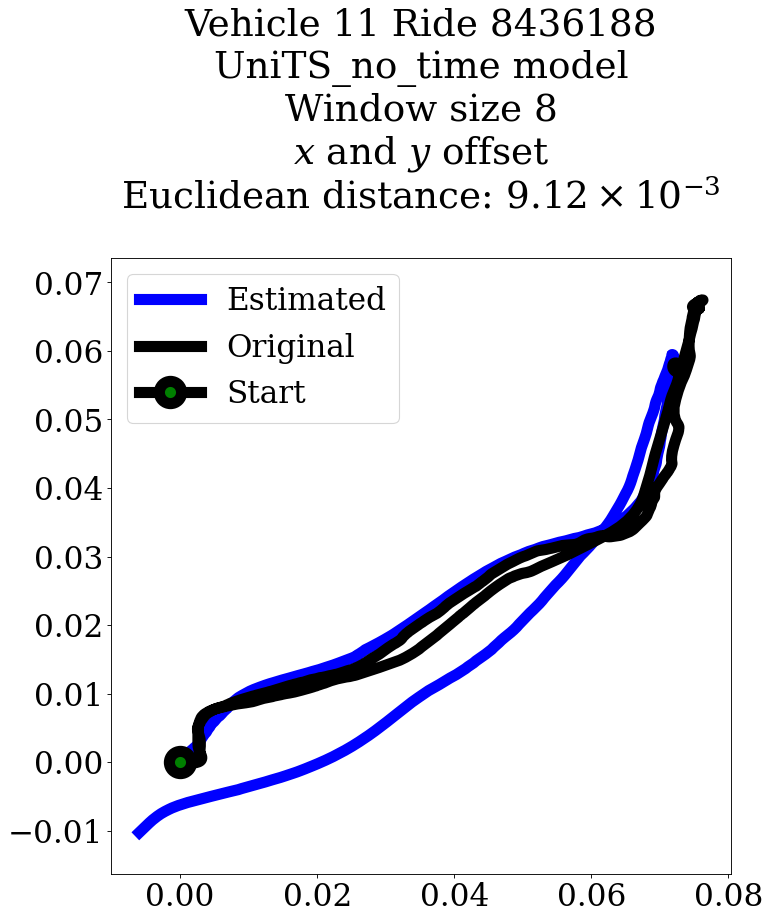 Vehicle 11 Ride 8436188
UniTS_no_time model
Window size 8
x and y offset
Euclidean distance: 9.12 × 10⁻³
Estimated
Original
Start
0.07
0.06
0.05
0.04
0.03
0.02
0.01
0.00
−0.01
0.00 0.02 0.04 0.06 0.08